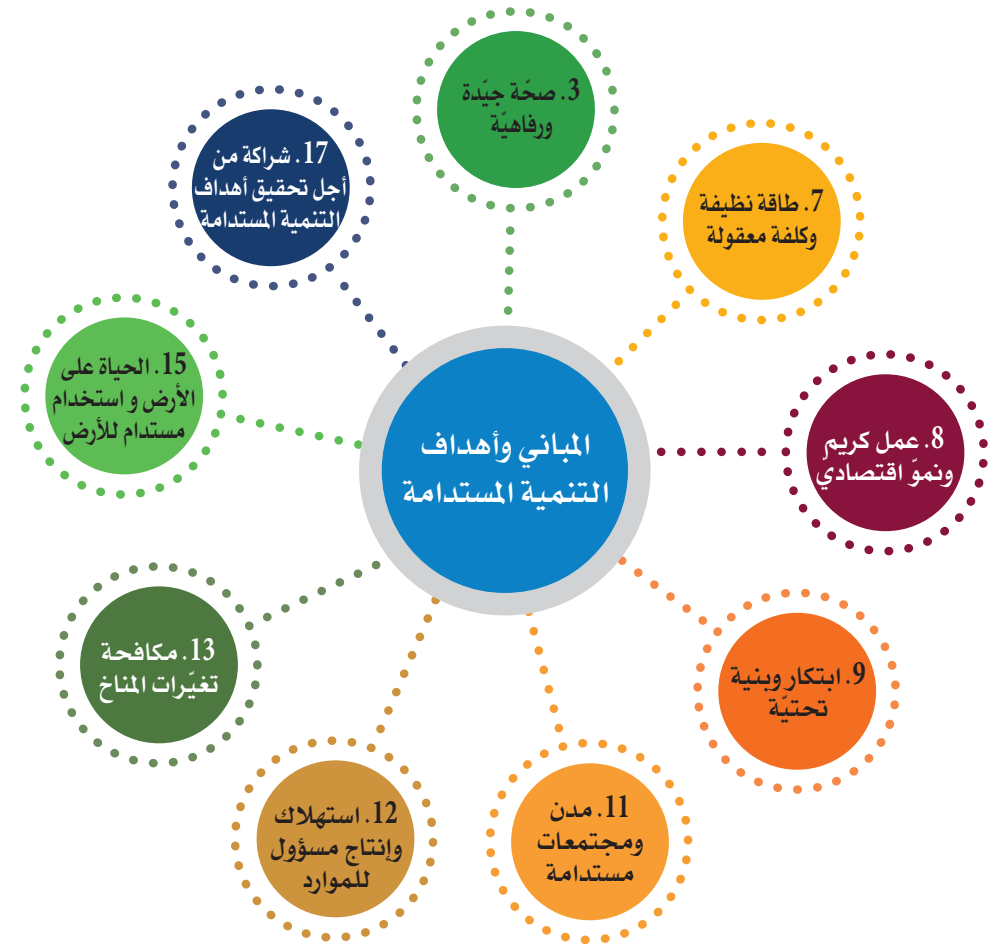 المباني وأهداف
التنمية المستدامة
3. صحّة جيّدة
ورفاهيّة
7. طاقة نظيفة
وكلفة معقولة
8. عمل كريم
ونموّ اقتصاديّ
9. ابتكار وبنية
تحتيّة
11. مدن
ومجتمعات
مستدامة
12. استهلاك
وإنتاج مسؤول
للموارد
13. مكافحة
تغيّرات المناخ
15. الحياة على
الأرض و استخدام
مستدام للأرض
17. شراكة من
أجل تحقيق أهداف
التنمية المستدامة